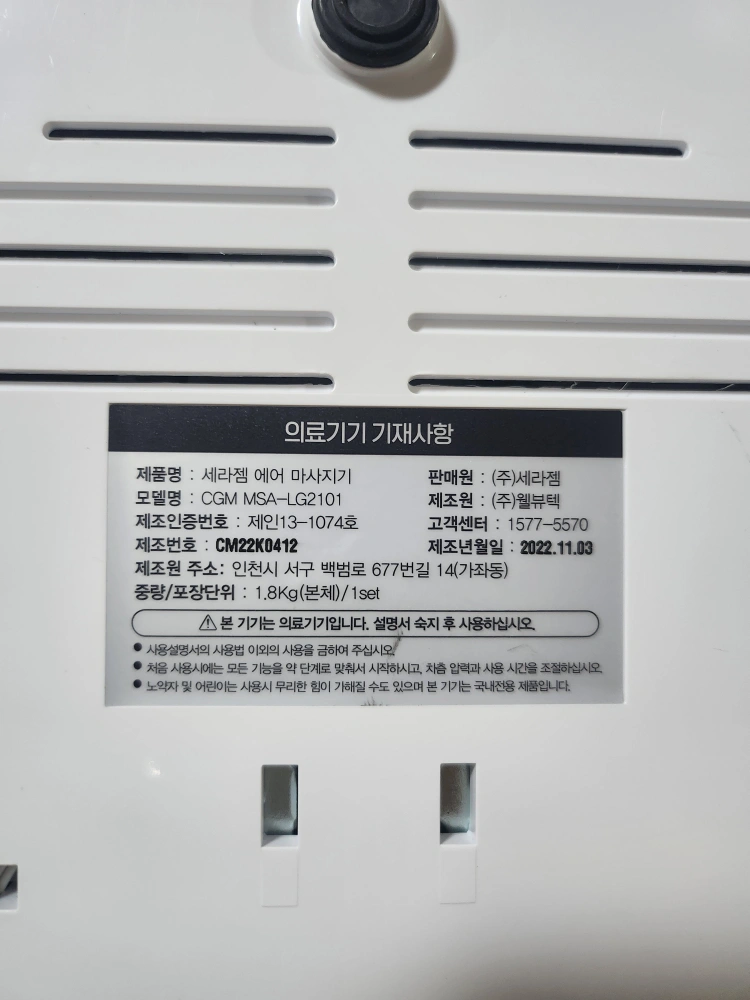 의료기기 기재사항
제품명 : 세라젬 에어 마사지기 판매원 : (주)세라젬
모델명 : CGM MSA-LG2101 제조원 : (주)웰뷰텍
제조인증번호 : 제인13-1074호 고객센터 : 1577-5570
제조번호 : CM22K0412 제조년월일 : 2022.11.03
제조원 주소: 인천시 서구 백범로 677번길 14(가좌동)
중량/포장단위 : 1.8Kg(본체)/1set
⚠ 본 기기는 의료기기입니다. 설명서 숙지 후 사용하십시오.
● 사용설명서의 사용법 이외의 사용을 금하여 주십시오.
● 처음 사용시에는 모든 기능을 약 단계로 맞춰서 시작하시고, 차츰 압력과 사용 시간을 조절하십시오.
● 노약자 및 어린이는 사용시 무리한 힘이 가해질 수도 있으며 본 기기는 국내전용 제품입니다.